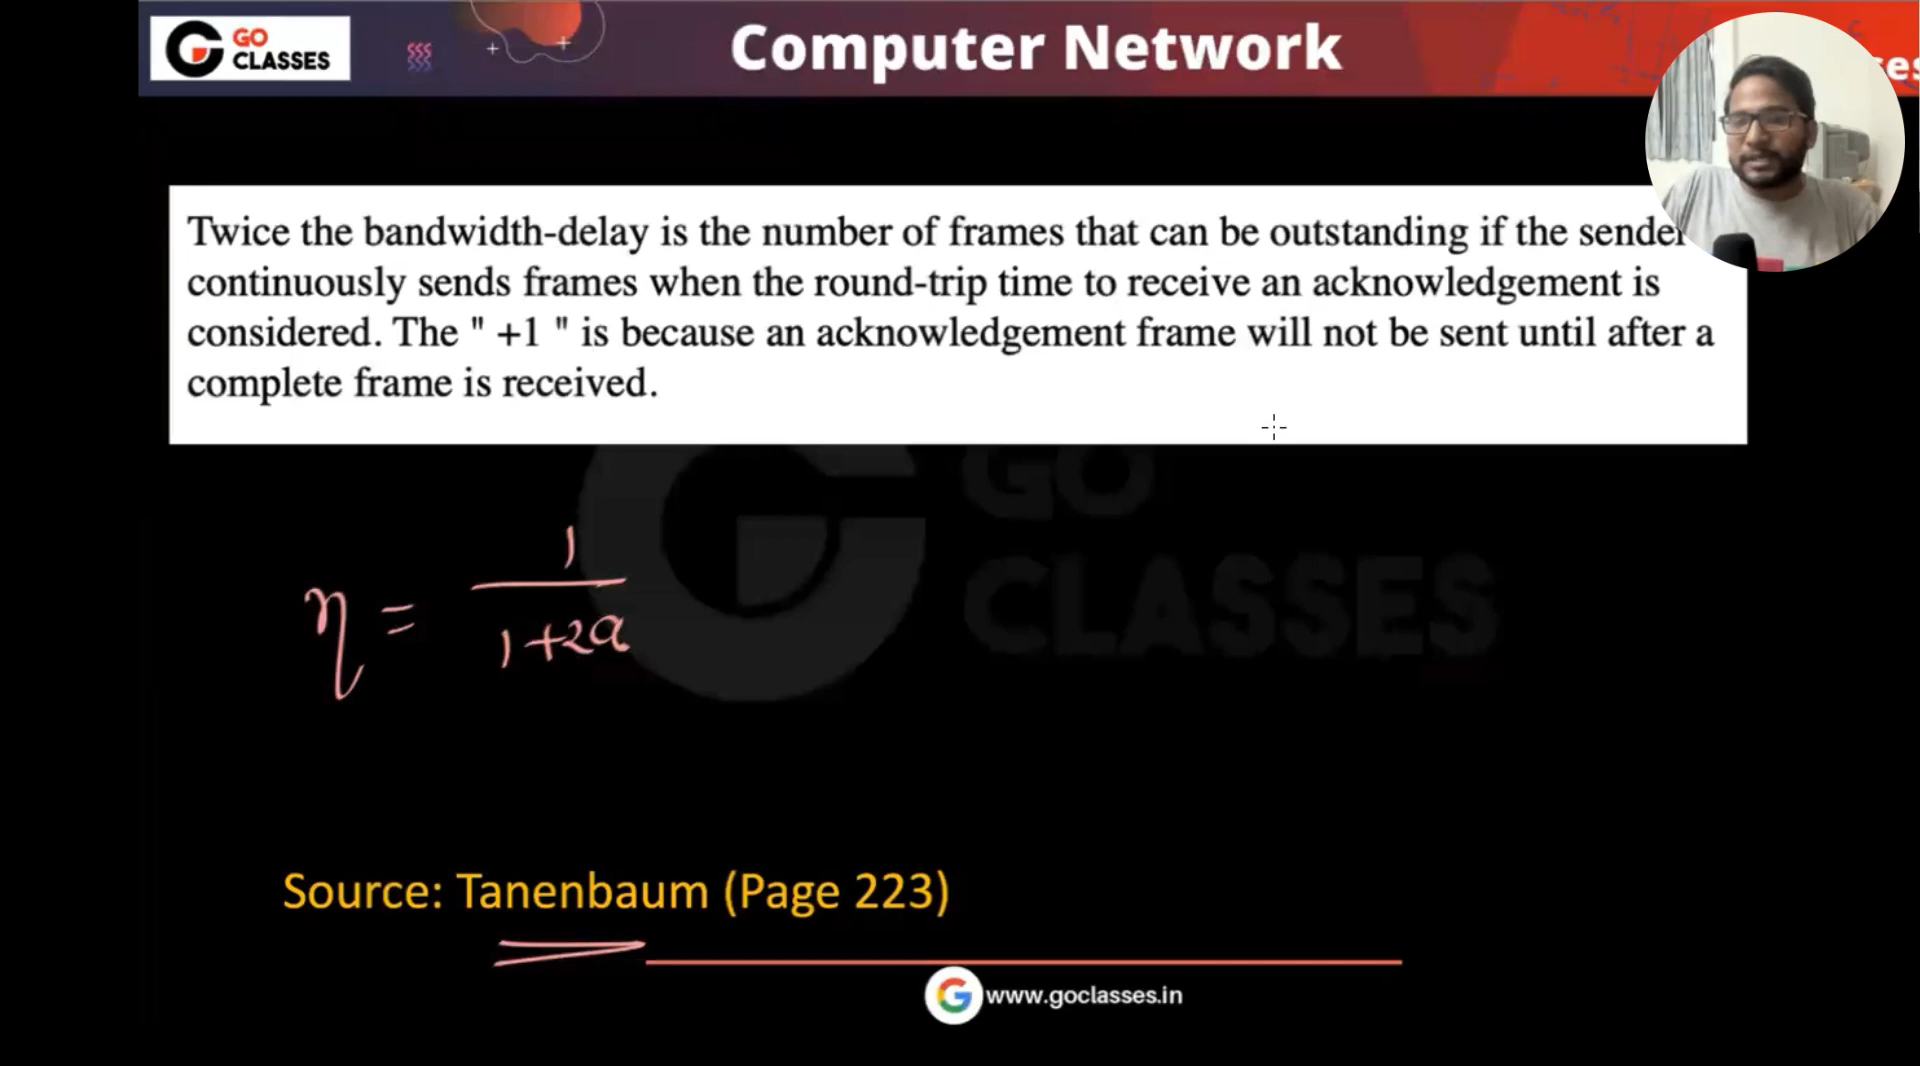 GO
CLASSES
Computer Network
es
Twice the bandwidth-delay is the number of frames that can be outstanding if the sender
continuously sends frames when the round-trip time to receive an acknowledgement is
considered. The " +1 " is because an acknowledgement frame will not be sent until after a
complete frame is received.
GO
CLASSES
η = 1
1+2a
Source: Tanenbaum (Page 223)
www.goclasses.in